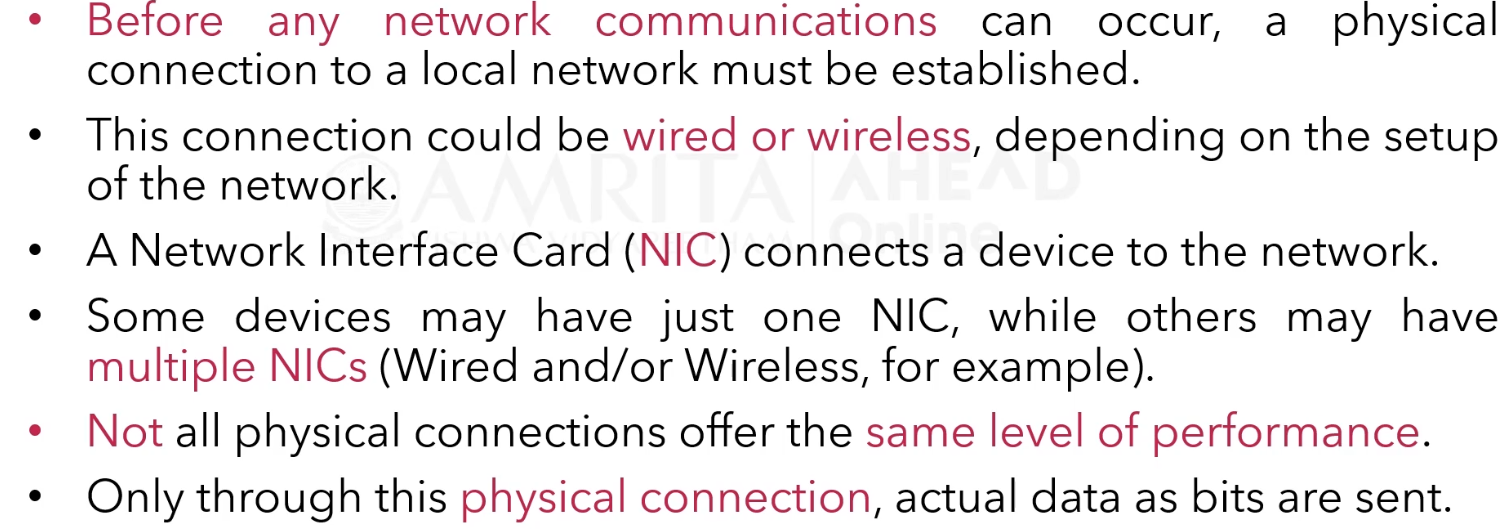 • Before any network communications can occur, a physical
connection to a local network must be established.
• This connection could be wired or wireless, depending on the setup
of the network.
• A Network Interface Card (NIC) connects a device to the network.
• Some devices may have just one NIC, while others may have
multiple NICs (Wired and/or Wireless, for example).
• Not all physical connections offer the same level of performance.
• Only through this physical connection, actual data as bits are sent.
AMRITA AHEAD
VISHWA VIDYAPEETHAM Online